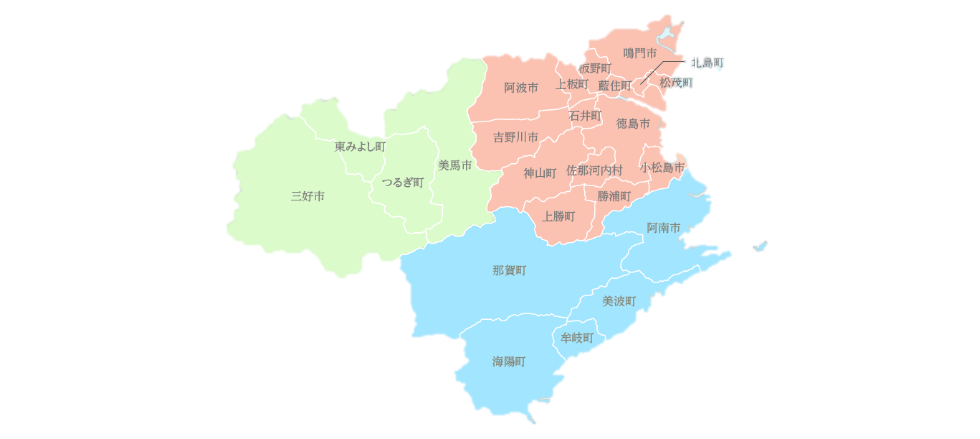 鳴門市
北島町
板野町
松茂町
阿波市
上板町
藍住町
石井町
徳島市
吉野川市
東みよし町
美馬市
神山町
佐那河内村
小松島市
つるぎ町
三好市
勝浦町
上勝町
阿南市
那賀町
美波町
牟岐町
海陽町